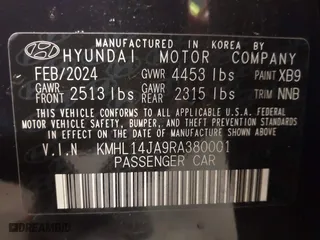 MANUFACTURED IN KOREA BY
HYUNDAI MOTOR COMPANY
FEB/2024 GVWR 4453 lbs PAINT XB9
GAWR FRONT 2513 lbs GAWR REAR 2315 lbs TRIM NNB
THIS VEHICLE CONFORMS TO ALL APPLICABLE U.S. FEDERAL
MOTOR VEHICLE SAFETY, BUMPER, AND THEFT PREVENTION
STANDARDS IN EFFECT ON THE DATE OF MANUFACTURE
SHOWN ABOVE.
V.I.N KMHL14JA9RA380001
PASSENGER CAR